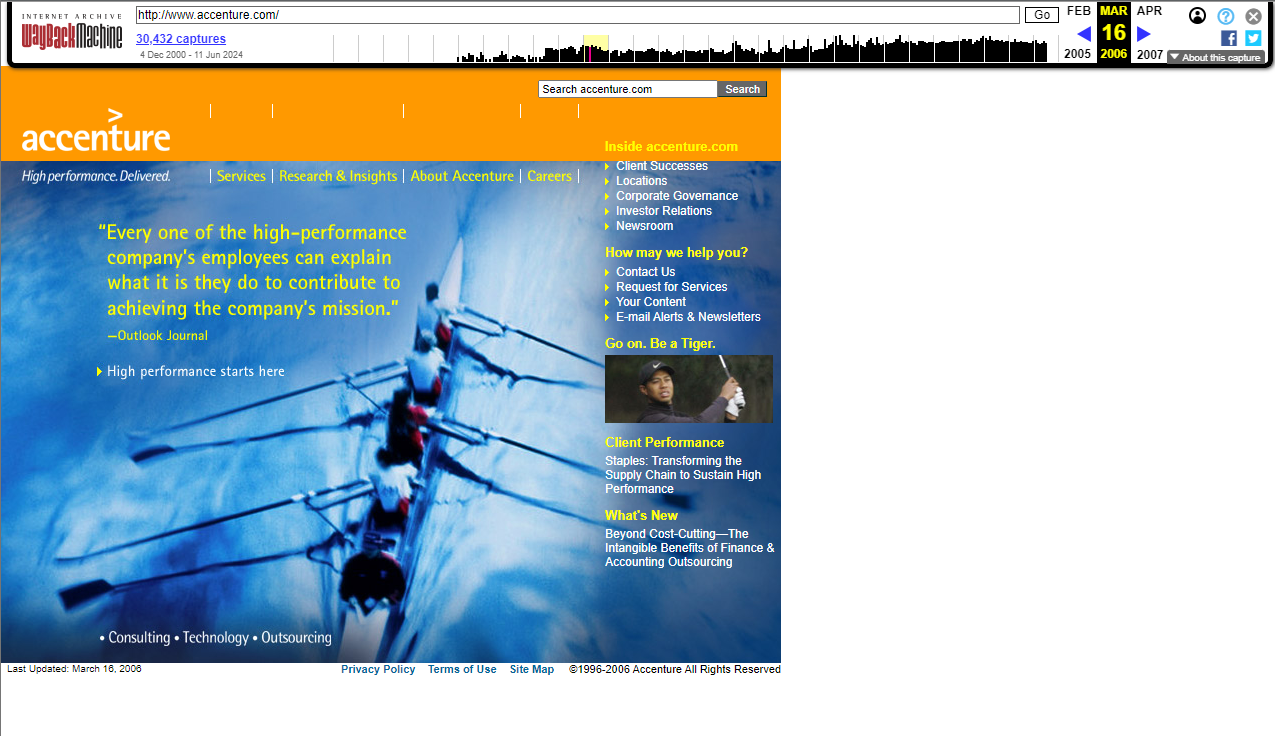 INTERNET ARCHIVE
WayBackMachine
http://www.accenture.com/
Go
30,432 captures
4 Dec 2000 - 11 Jun 2024
FEB MAR APR
16
2005 2006 2007
About this capture
Search accenture.com
Search
>
accenture
High performance. Delivered.
Services
Research & Insights
About Accenture
Careers
“Every one of the high-performance
company's employees can explain
what it is they do to contribute to
achieving the company's mission.”
—Outlook Journal
High performance starts here
• Consulting • Technology • Outsourcing
Inside accenture.com
Client Successes
Locations
Corporate Governance
Investor Relations
Newsroom
How may we help you?
Contact Us
Request for Services
Your Content
E-mail Alerts & Newsletters
Go on. Be a Tiger.
Client Performance
Staples: Transforming the
Supply Chain to Sustain High
Performance
What's New
Beyond Cost-Cutting—The
Intangible Benefits of Finance &
Accounting Outsourcing
Last Updated: March 16, 2006
Privacy Policy
Terms of Use
Site Map
©1996-2006 Accenture All Rights Reserved